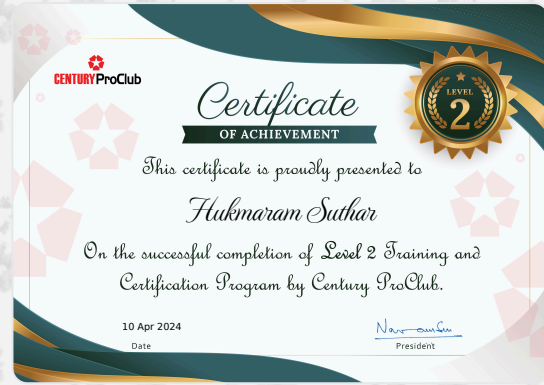 CENTURY ProClub
LEVEL
2
Certificate
OF ACHIEVEMENT
This certificate is proudly presented to
Hukmaram Suthar
On the successful completion of Level 2 Training and
Certification Program by Century ProClub.
10 Apr 2024
Date
President